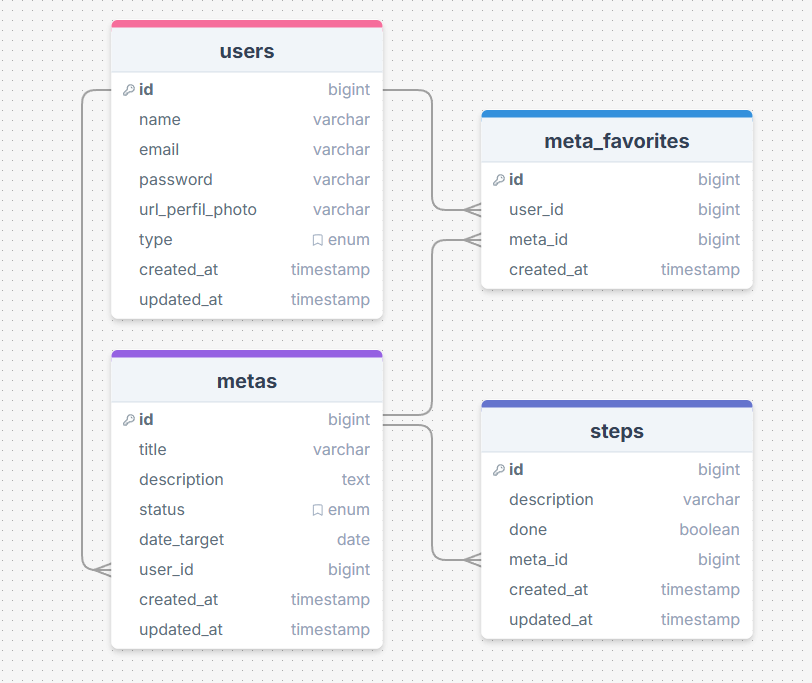 users
id bigint
name varchar
email varchar
password varchar
url_perfil_photo varchar
type enum
created_at timestamp
updated_at timestamp
meta_favorites
id bigint
user_id bigint
meta_id bigint
created_at timestamp
metas
id bigint
title varchar
description text
status enum
date_target date
user_id bigint
created_at timestamp
updated_at timestamp
steps
id bigint
description varchar
done boolean
meta_id bigint
created_at timestamp
updated_at timestamp